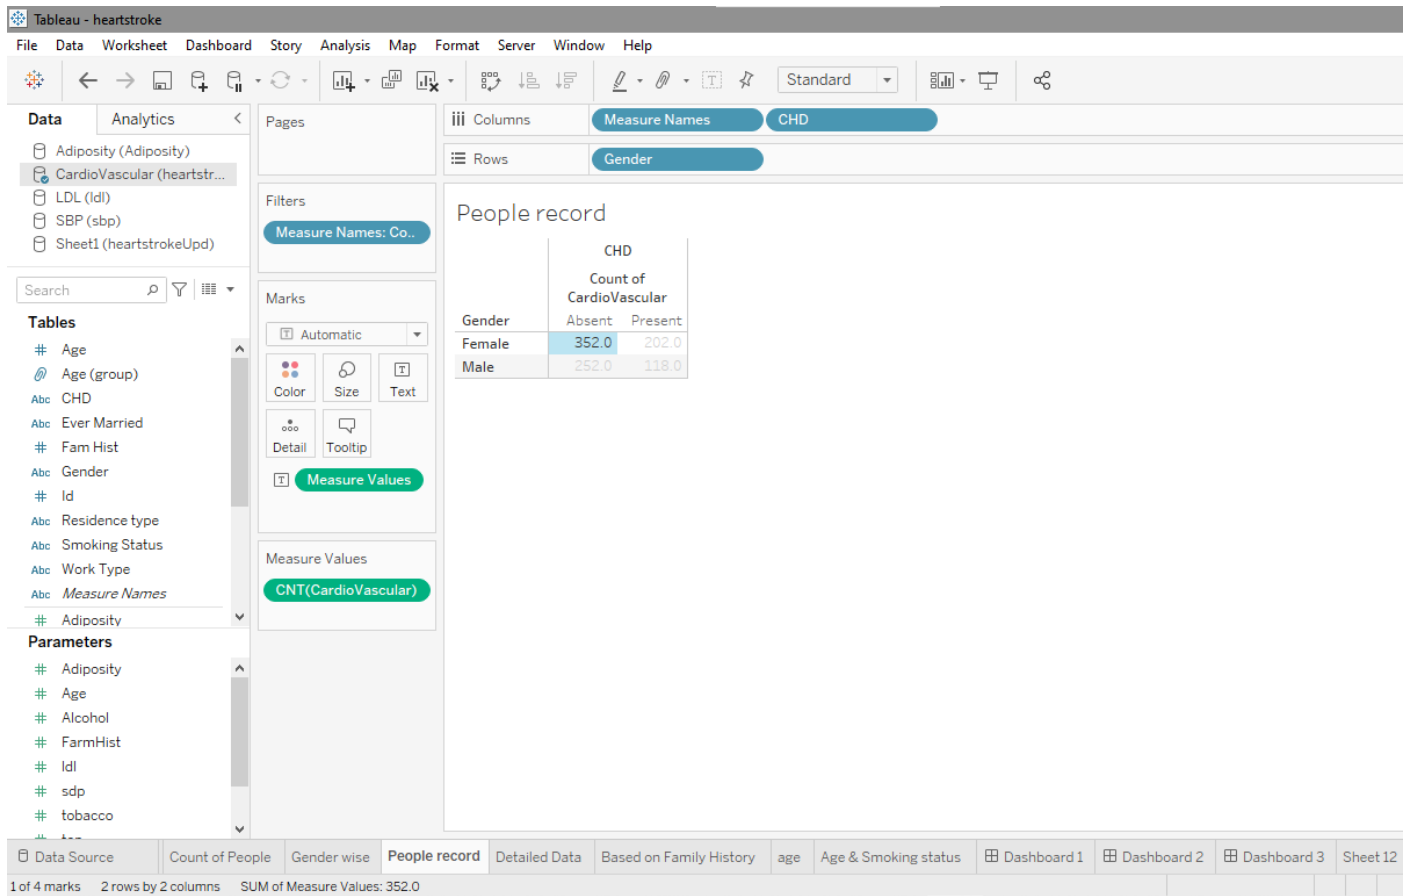 Tableau - heartstroke
File Data Worksheet Dashboard Story Analysis Map Format Server Window Help
Standard
Data Analytics
Adiposity (Adiposity)
CardioVascular (heartstr...
LDL (ldl)
SBP (sbp)
Sheet1 (heartstrokeUpd)
Search
Tables
Age
Age (group)
Abc CHD
Abc Ever Married
Fam Hist
Abc Gender
Id
Abc Residence type
Abc Smoking Status
Abc Work Type
Abc Measure Names
Adiposity
Parameters
Adiposity
Age
Alcohol
FarmHist
ldl
sdp
tobacco
Pages
Filters
Measure Names: Co..
Marks
T Automatic
Color Size T Text
Detail Tooltip
T Measure Values
Measure Values
CNT(CardioVascular)
Columns Measure Names CHD
Rows Gender
People record
CHD
Count of
CardioVascular
Gender Absent Present
Female 352.0 202.0
Male 252.0 118.0
Data Source Count of People Gender wise People record Detailed Data Based on Family History age Age & Smoking status Dashboard 1 Dashboard 2 Dashboard 3 Sheet 12
1 of 4 marks 2 rows by 2 columns SUM of Measure Values: 352.0